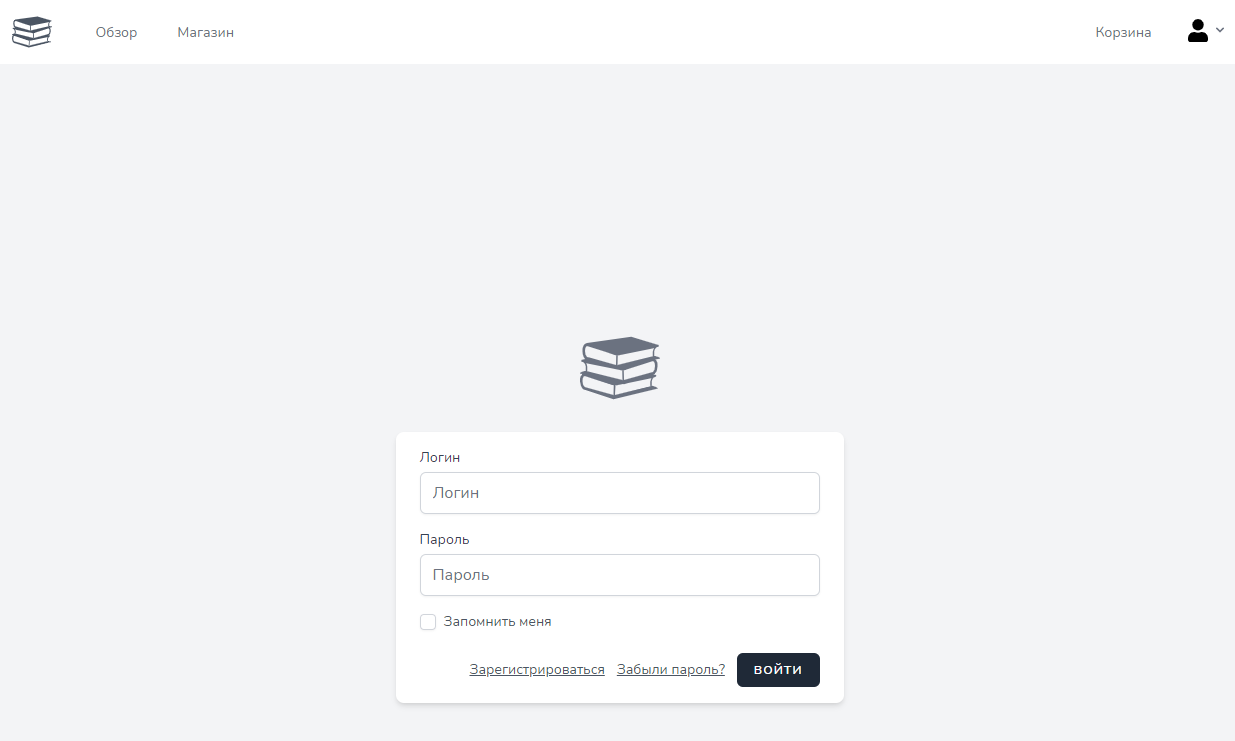 Обзор Магазин Корзина
Логин
Логин
Пароль
Пароль
Запомнить меня
Зарегистрироваться Забыли пароль? ВОЙТИ